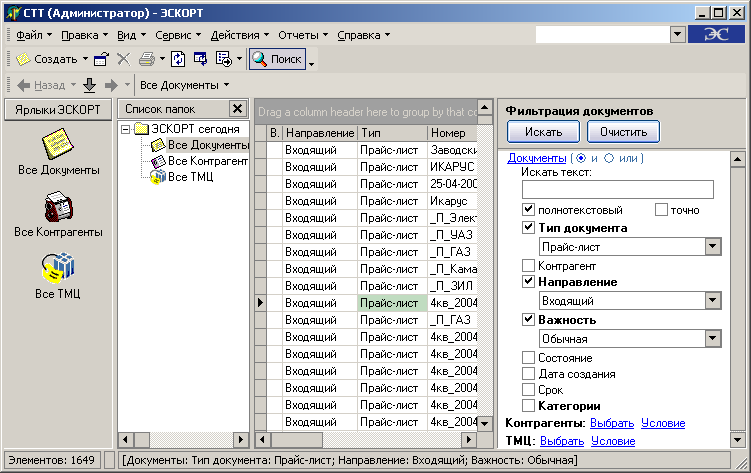 СТТ (Администратор) - ЭСКОРТ
Файл Правка Вид Сервис Действия Отчеты Справка
ЭС
Создать Поиск
Назад Все Документы
Ярлыки ЭСКОРТ
Все Документы
Все Контрагенты
Все ТМЦ
Список папок
ЭСКОРТ сегодня
Все Документы
Все Контрагент
Все ТМЦ
Drag a column header here to group by that co
В. Направление Тип Номер
Входящий Прайс-лист Заводски
Входящий Прайс-лист ИКАРУС
Входящий Прайс-лист 25-04-200
Входящий Прайс-лист Икарус
Входящий Прайс-лист _П_Элект
Входящий Прайс-лист _П_УАЗ
Входящий Прайс-лист _П_ГАЗ
Входящий Прайс-лист _П_Кама
Входящий Прайс-лист _П_ЗИЛ
Входящий Прайс-лист 4кв_2004
Входящий Прайс-лист _П_ГАЗ
Входящий Прайс-лист 4кв_2004
Входящий Прайс-лист 4кв_2004
Входящий Прайс-лист 4кв_2004
Входящий Прайс-лист 4кв_2004
Входящий Прайс-лист 4кв_2004
Входящий Прайс-лист 4кв_2004
Фильтрация документов
Искать Очистить
Документы ( и или )
Искать текст:
полнотекстовый точно
Тип документа
Прайс-лист
Контрагент
Направление
Входящий
Важность
Обычная
Состояние
Дата создания
Срок
Категории
Контрагенты: Выбрать Условие
ТМЦ: Выбрать Условие
Элементов: 1649 [Документы: Тип документа: Прайс-лист; Направление: Входящий; Важность: Обычная]